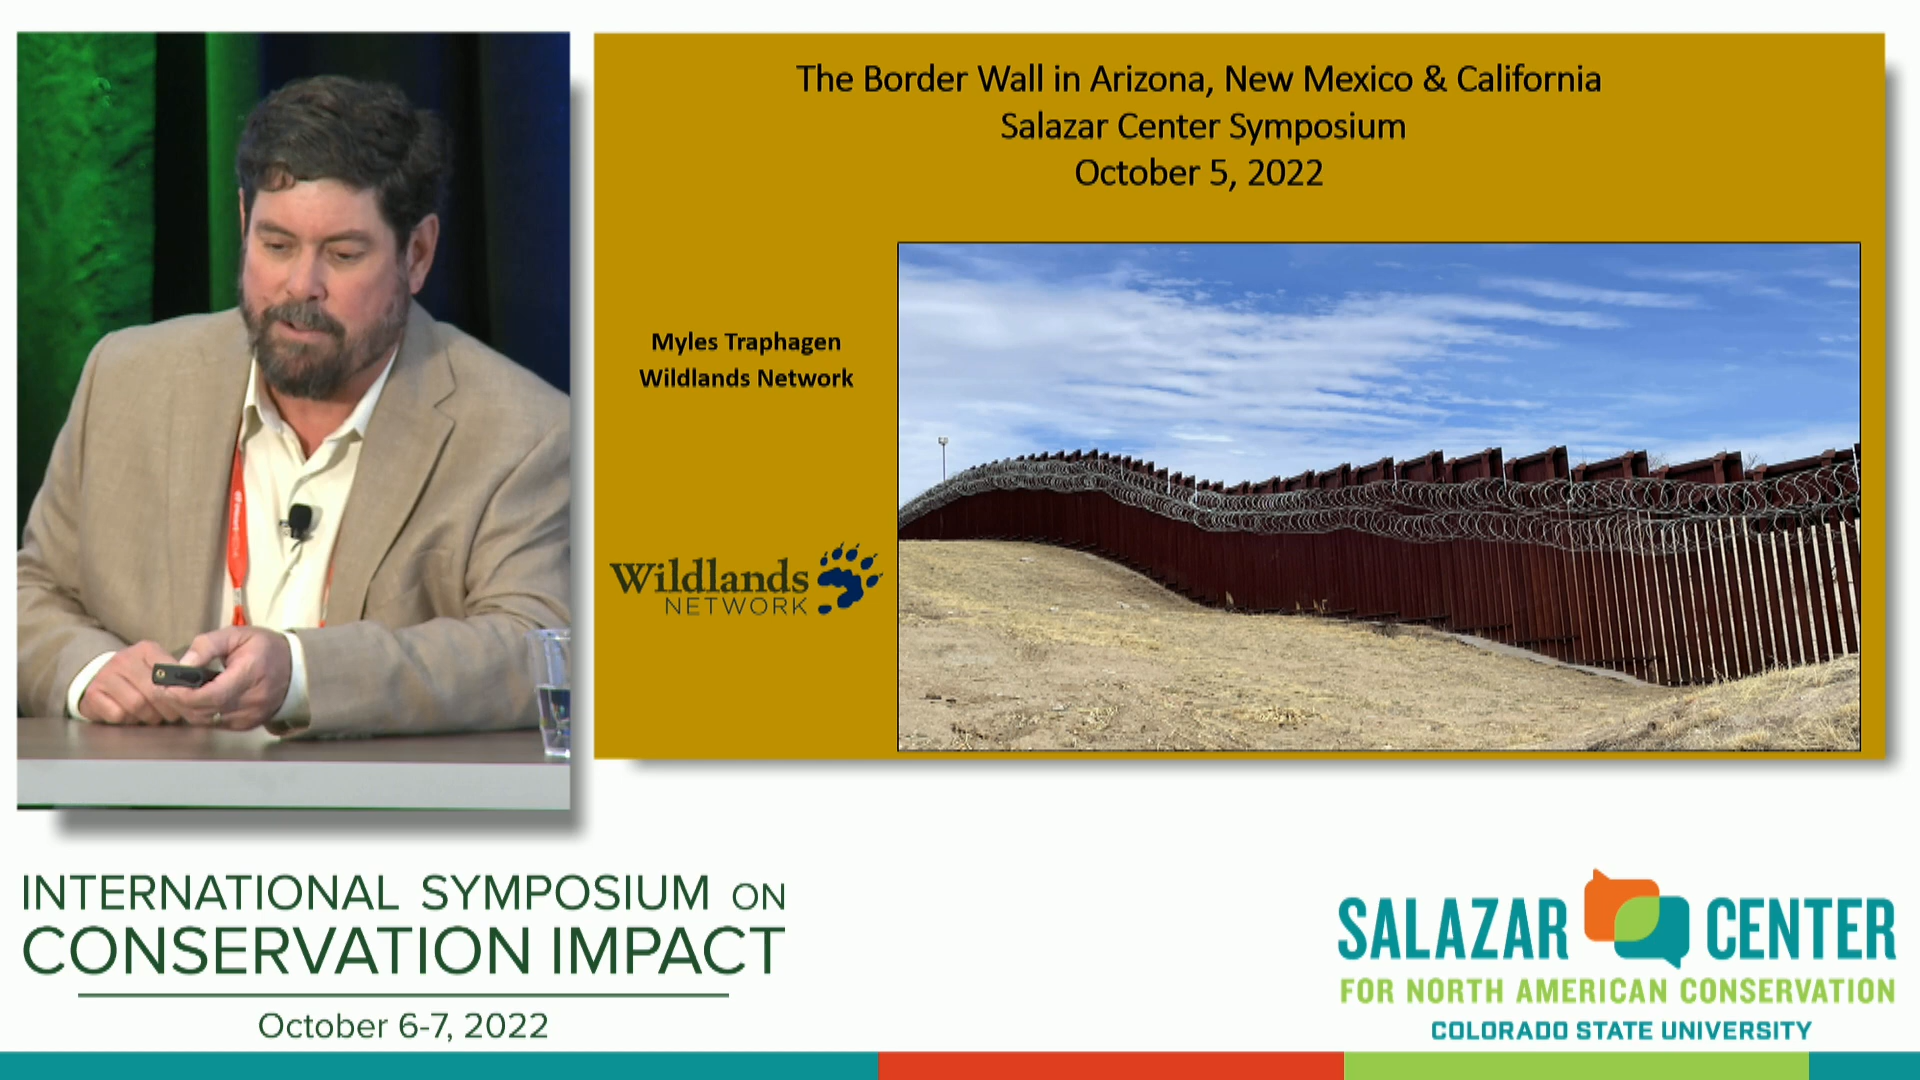 The Border Wall in Arizona, New Mexico & California
Salazar Center Symposium
October 5, 2022
Myles Traphagen
Wildlands Network
Wildlands
NETWORK
INTERNATIONAL SYMPOSIUM ON
CONSERVATION IMPACT
October 6-7, 2022
SALAZAR CENTER
FOR NORTH AMERICAN CONSERVATION
COLORADO STATE UNIVERSITY